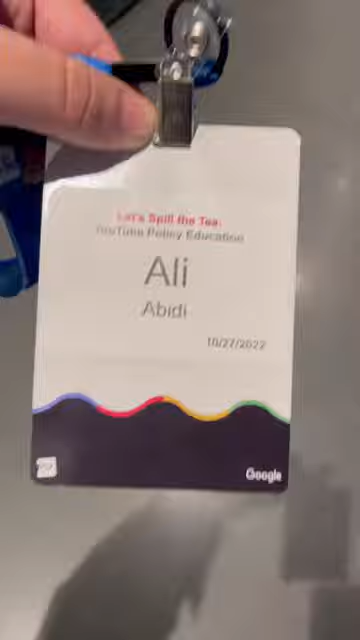 Let's Spill the Tea:
YouTube Policy Education
Ali
Abidi
10/27/2022
Google